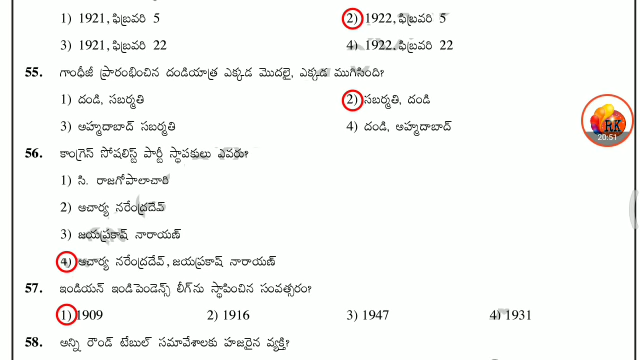 1) 1921, ఫిబ్రవరి 5 2) 1922, ఫిబ్రవరి 5
3) 1921, ఫిబ్రవరి 22 4) 1922, ఫిబ్రవరి 22
55. గాంధీజీ ప్రారంభించిన దండియాత్ర ఎక్కడ మొదలై, ఎక్కడ ముగిసింది?
1) దండి, సబర్మతి 2) సబర్మతి, దండి
3) అహ్మదాబాద్ సబర్మతి 4) దండి, అహ్మదాబాద్
RK
20:51
56. కాంగ్రెస్ సోషలిస్ట్ పార్టీ స్థాపకులు ఎవరు?
1) సి. రాజగోపాలాచారి
2) ఆచార్య నరేంద్రదేవ్
3) జయప్రకాష్ నారాయణ్
4) ఆచార్య నరేంద్రదేవ్, జయప్రకాష్ నారాయణ్
57. ఇండియన్ ఇండిపెండెన్స్ లీగ్‌ను స్థాపించిన సంవత్సరం?
1) 1909 2) 1916 3) 1947 4) 1931
58. అన్ని రౌండ్ టేబుల్ సమావేశాలకు హాజరైన వ్యక్తి?